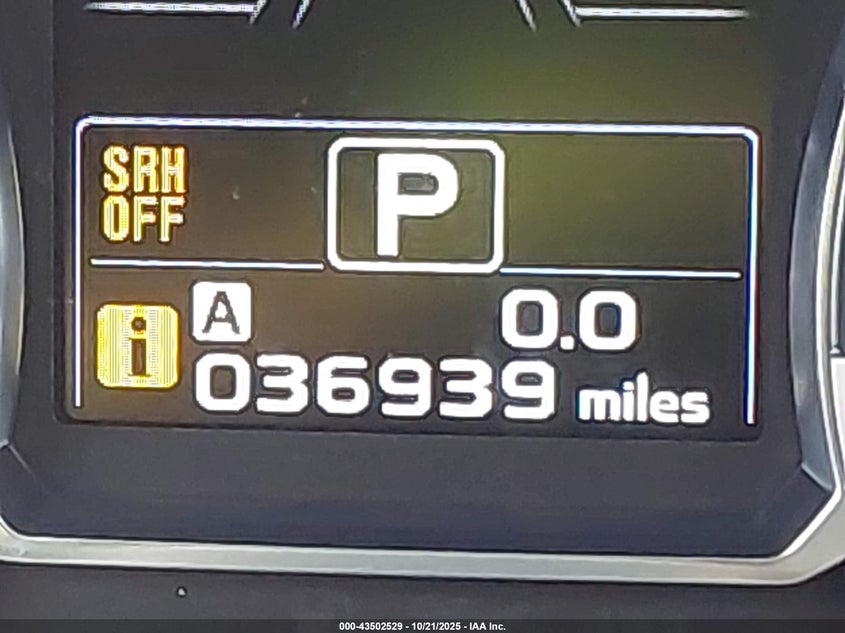 SRH
OFF
P
i
A 0.0
036939 miles
000-43502529 - 10/21/2025 - IAA Inc.